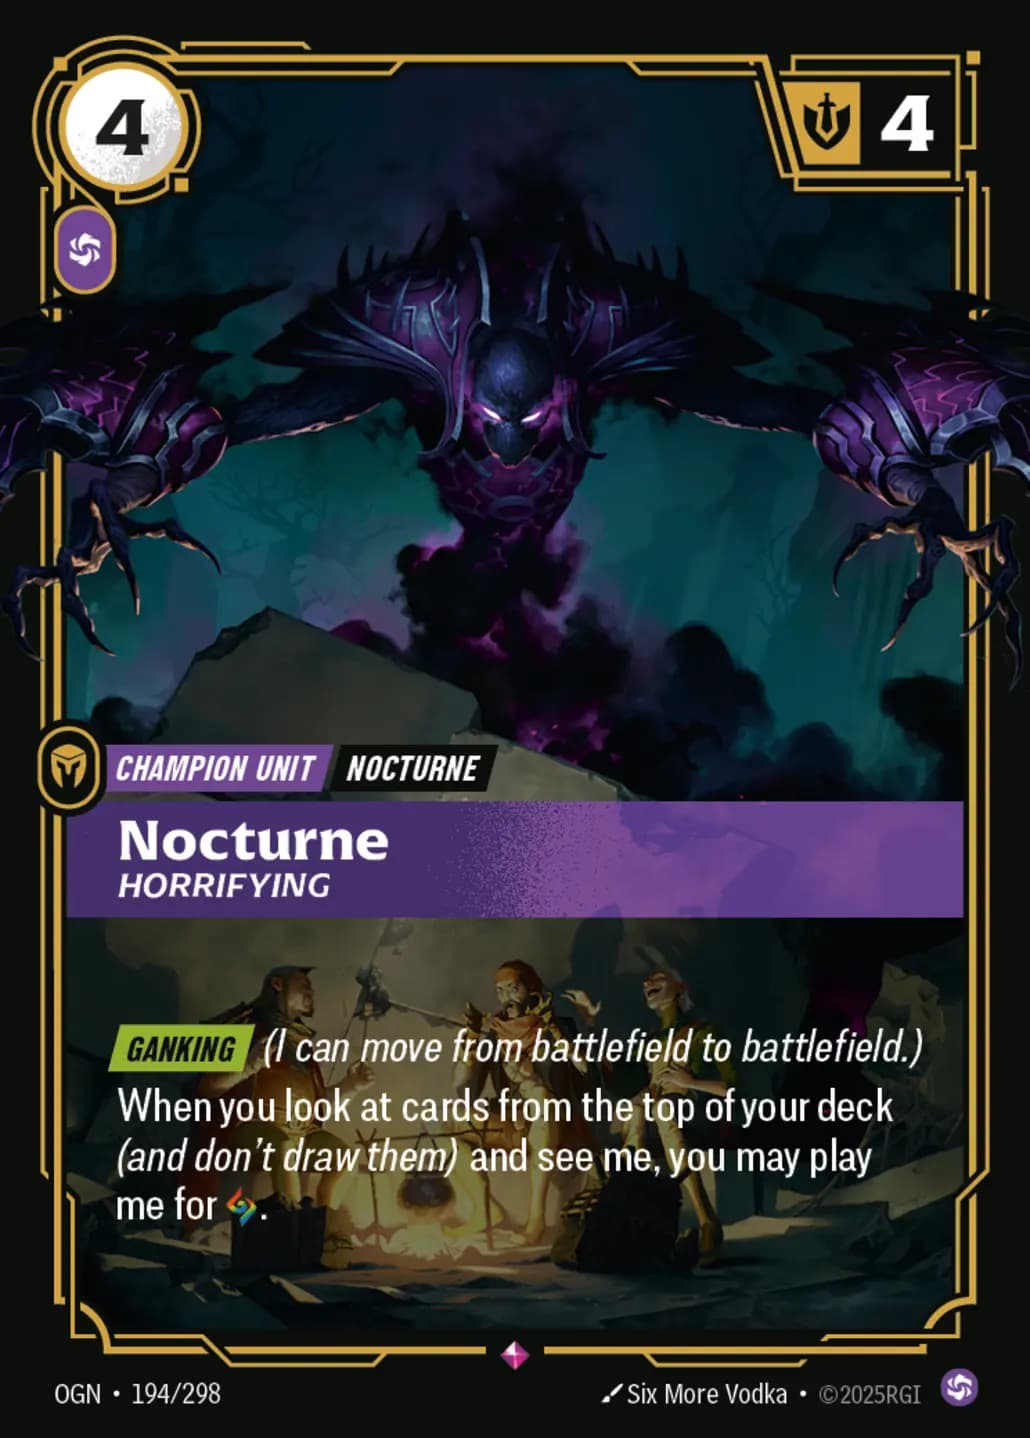 4
4
CHAMPION UNIT NOCTURNE
Nocturne
HORRIFYING
GANKING (I can move from battlefield to battlefield.)
When you look at cards from the top of your deck
(and don't draw them) and see me, you may play
me for .
OGN • 194/298 Six More Vodka • ©2025RGI